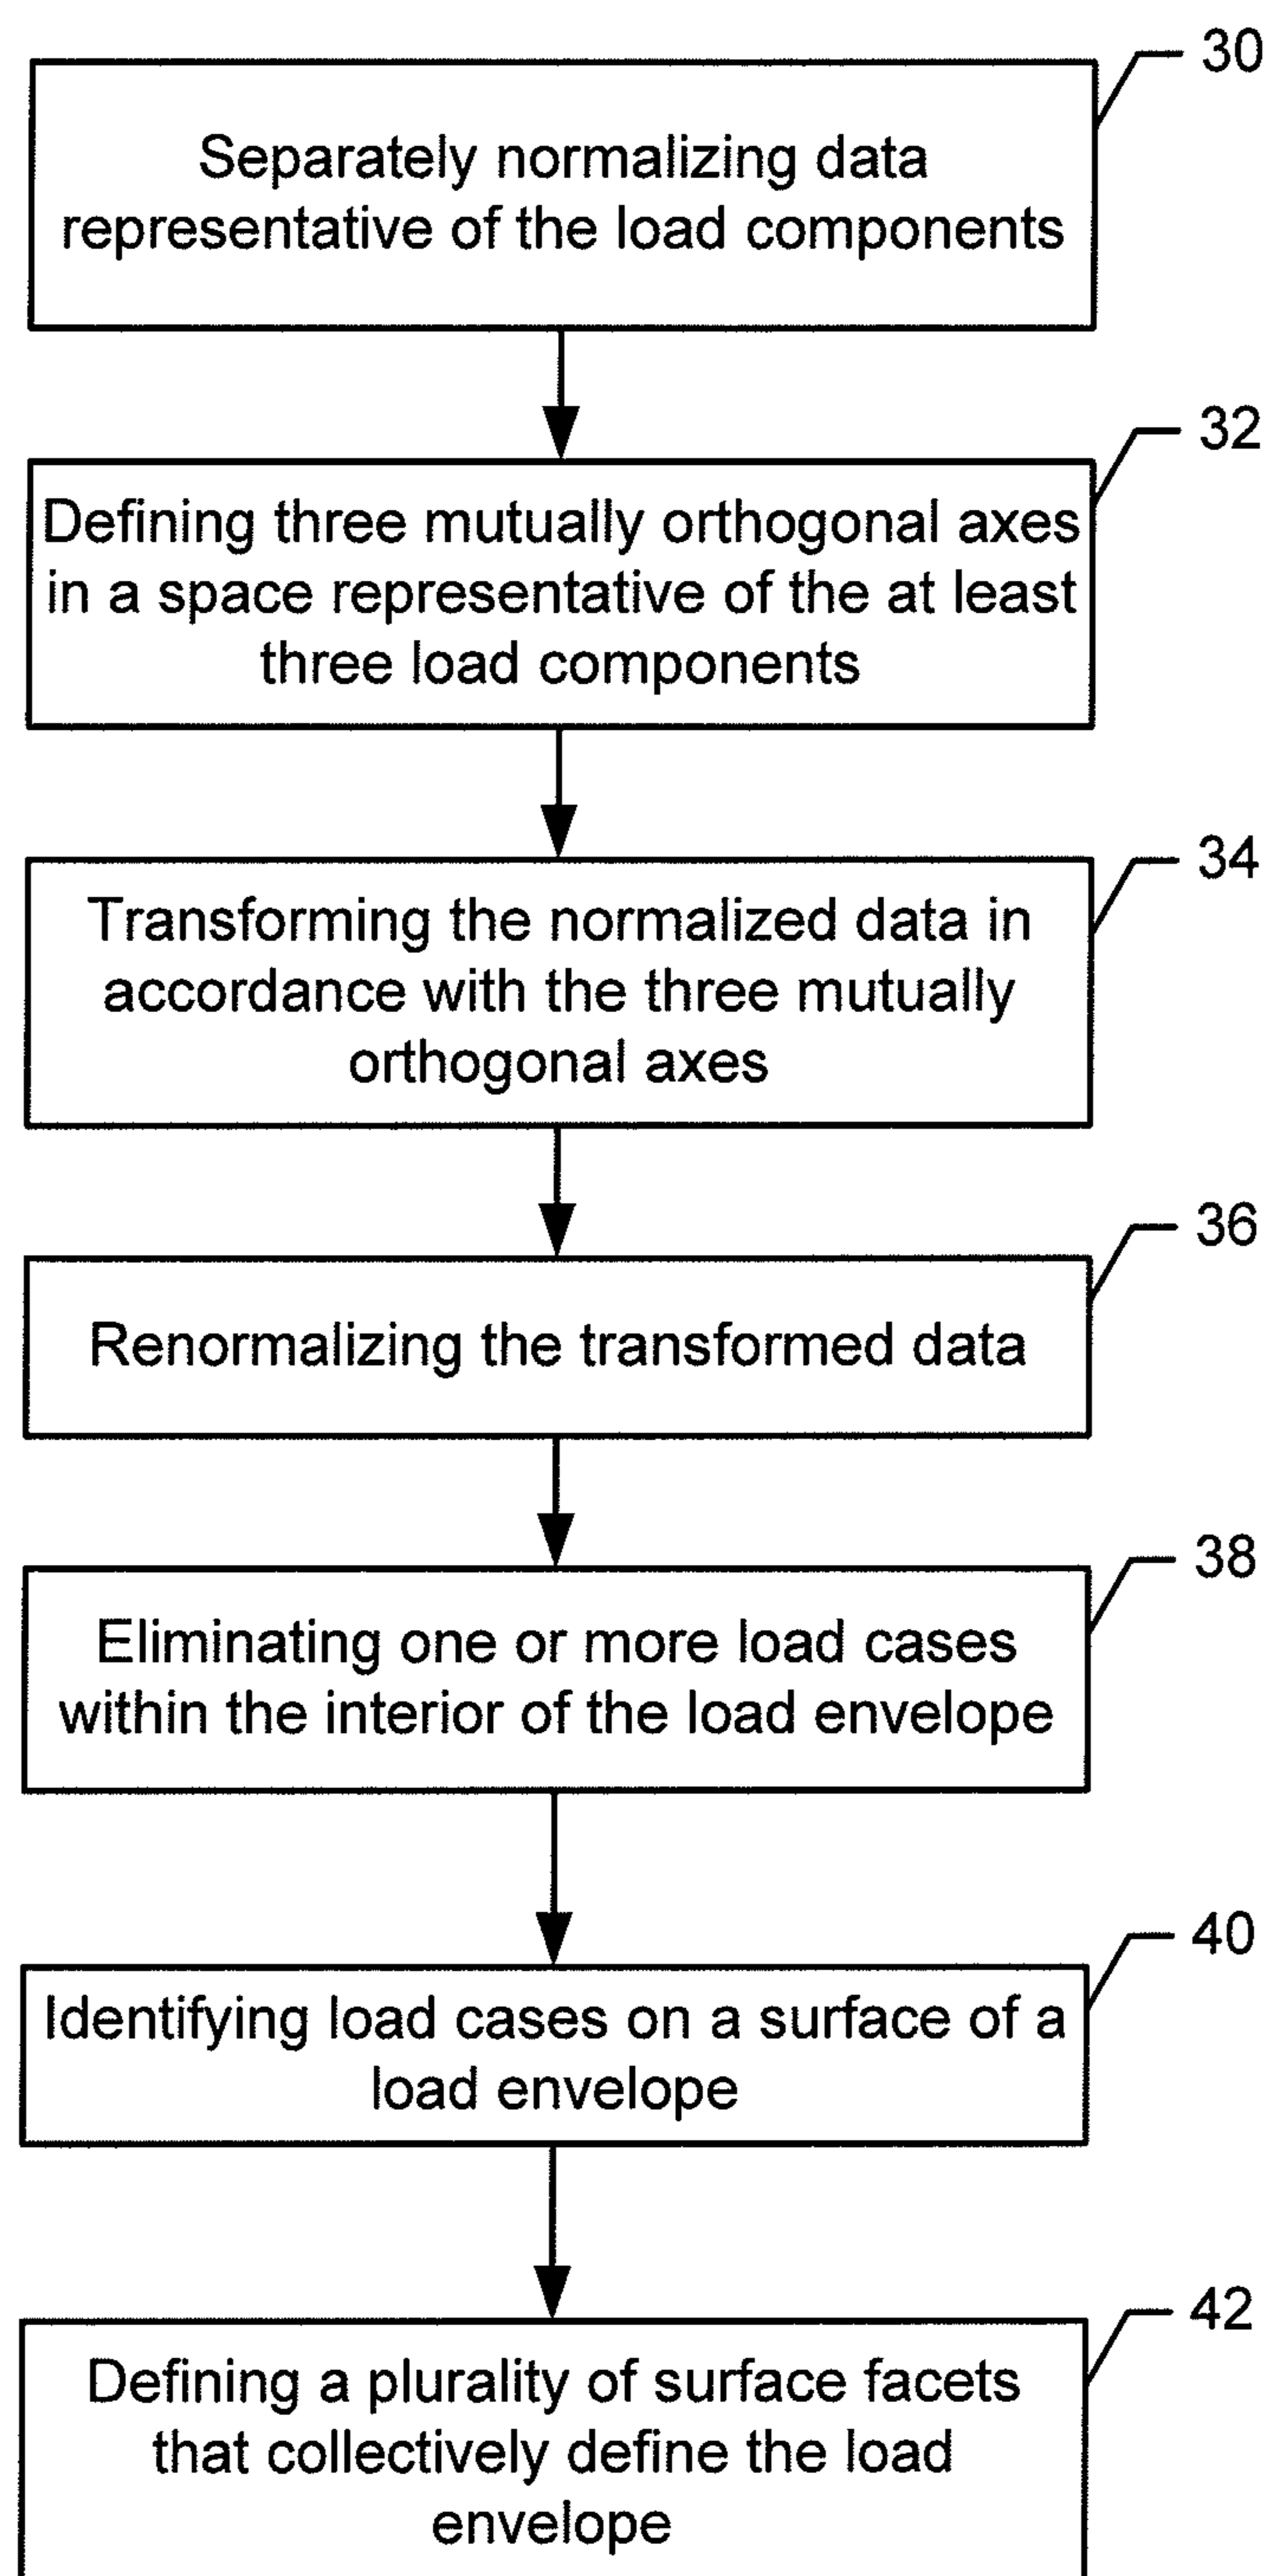 30
Separately normalizing data
representative of the load components
32
Defining three mutually orthogonal axes
in a space representative of the at least
three load components
34
Transforming the normalized data in
accordance with the three mutually
orthogonal axes
36
Renormalizing the transformed data
38
Eliminating one or more load cases
within the interior of the load envelope
40
Identifying load cases on a surface of a
load envelope
42
Defining a plurality of surface facets
that collectively define the load
envelope